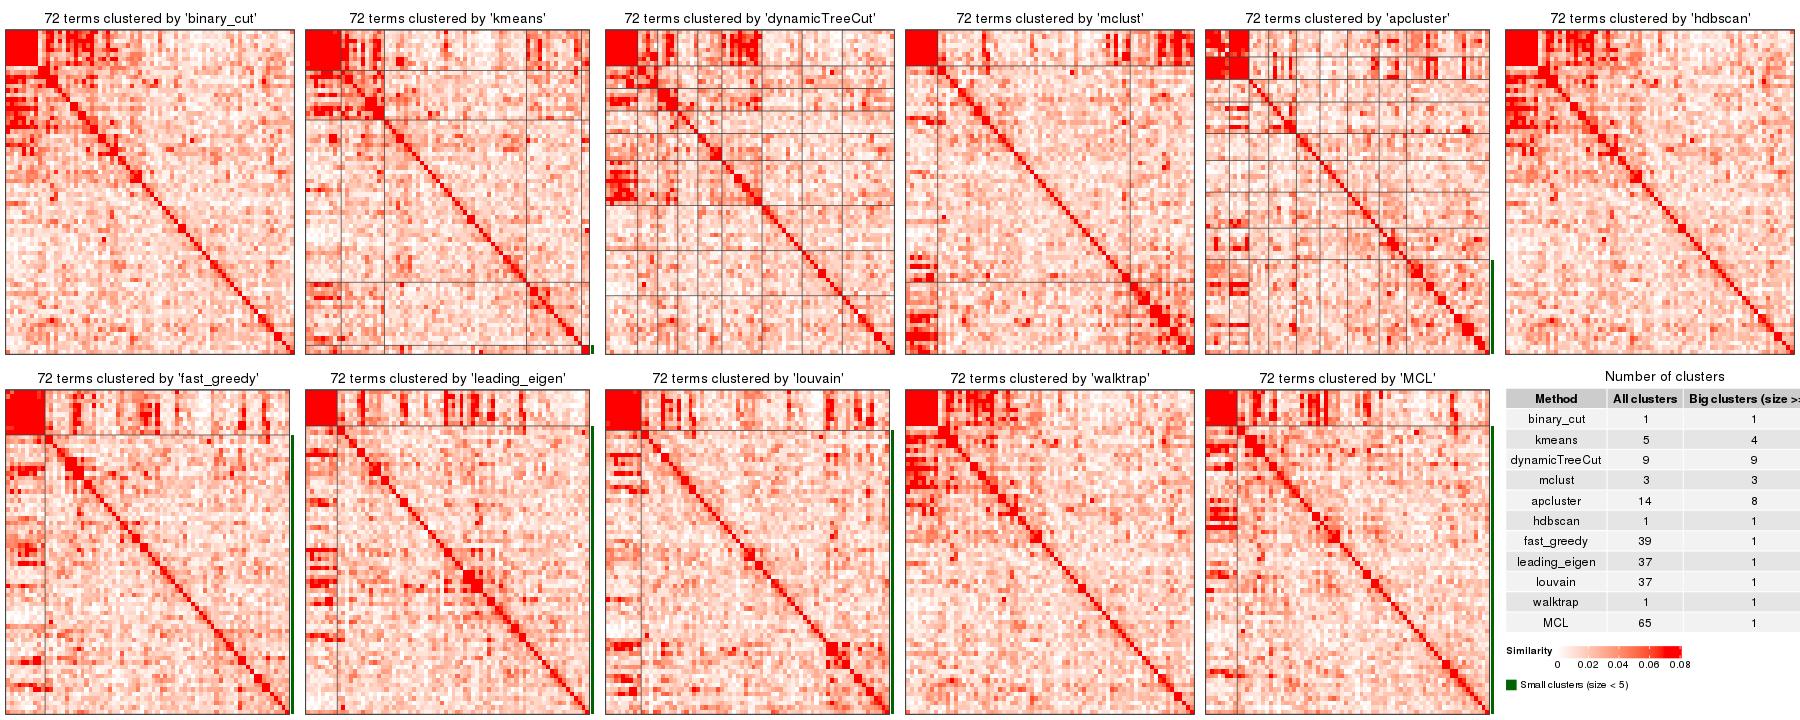 72 terms clustered by 'binary_cut'
72 terms clustered by 'kmeans'
72 terms clustered by 'dynamicTreeCut'
72 terms clustered by 'mclust'
72 terms clustered by 'apcluster'
72 terms clustered by 'hdbscan'
72 terms clustered by 'fast_greedy'
72 terms clustered by 'leading_eigen'
72 terms clustered by 'louvain'
72 terms clustered by 'walktrap'
72 terms clustered by 'MCL'
Number of clusters
Method All clusters Big clusters (size >
binary_cut 1 1
kmeans 5 4
dynamicTreeCut 9 9
mclust 3 3
apcluster 14 8
hdbscan 1 1
fast_greedy 39 1
leading_eigen 37 1
louvain 37 1
walktrap 1 1
MCL 65 1
Similarity
0 0.02 0.04 0.06 0.08
Small clusters (size < 5)